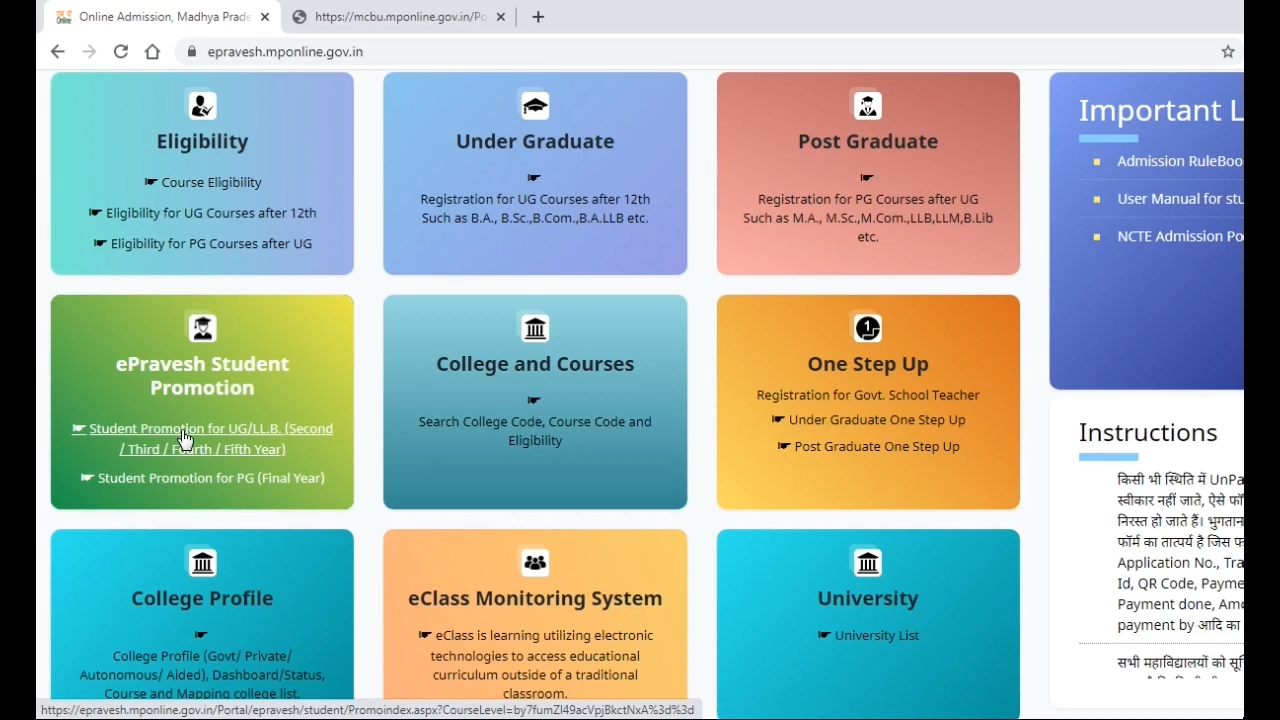 Online Admission, Madhya Prade
https://mcbu.mponline.gov.in/Po
epravesh.mponline.gov.in
Eligibility
Course Eligibility
Eligibility for UG Courses after 12th
Eligibility for PG Courses after UG
Under Graduate
Registration for UG Courses after 12th
Such as B.A., B.Sc.,B.Com.,B.A.LLB etc.
Post Graduate
Registration for PG Courses after UG
Such as M.A., M.Sc.,M.Com.,LLB,LLM,B.Lib
etc.
Important L
Admission RuleBoo
User Manual for stu
NCTE Admission Po
ePravesh Student
Promotion
Student Promotion for UG/LL.B. (Second
/ Third / Fourth / Fifth Year)
Student Promotion for PG (Final Year)
College and Courses
Search College Code, Course Code and
Eligibility
1
One Step Up
Registration for Govt. School Teacher
Under Graduate One Step Up
Post Graduate One Step Up
Instructions
किसी भी स्थिति में UnPa
स्वीकार नहीं जाते, ऐसे फॉ
निरस्त हो जाते हैं। भुगतान
फॉर्म का तात्पर्य है जिस फ
Application No., Tra
Id, QR Code, Payme
Payment done, Amo
payment by आदि का
सभी महाविद्यालयों को सू
College Profile
College Profile (Govt/ Private/
Autonomous/ Aided), Dashboard/Status,
Course and Mapping college list.
eClass Monitoring System
eClass is learning utilizing electronic
technologies to access educational
curriculum outside of a traditional
classroom.
University
University List
https://epravesh.mponline.gov.in/Portal/epravesh/student/Promoindex.aspx?CourseLevel=by7fumZl49acVpjBkctNxA%3d%3d